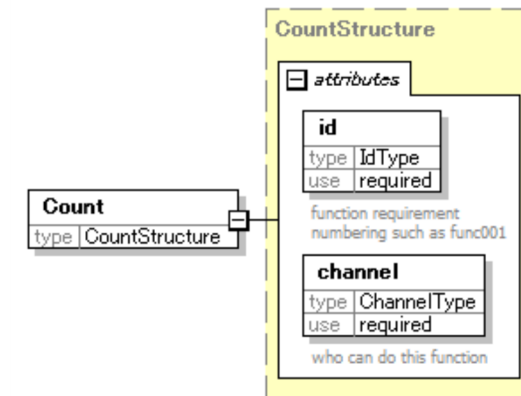 CountStructure
attributes
id
type IdType
use required
function requirement
numbering such as func001
Count
type CountStructure
channel
type ChannelType
use required
who can do this function